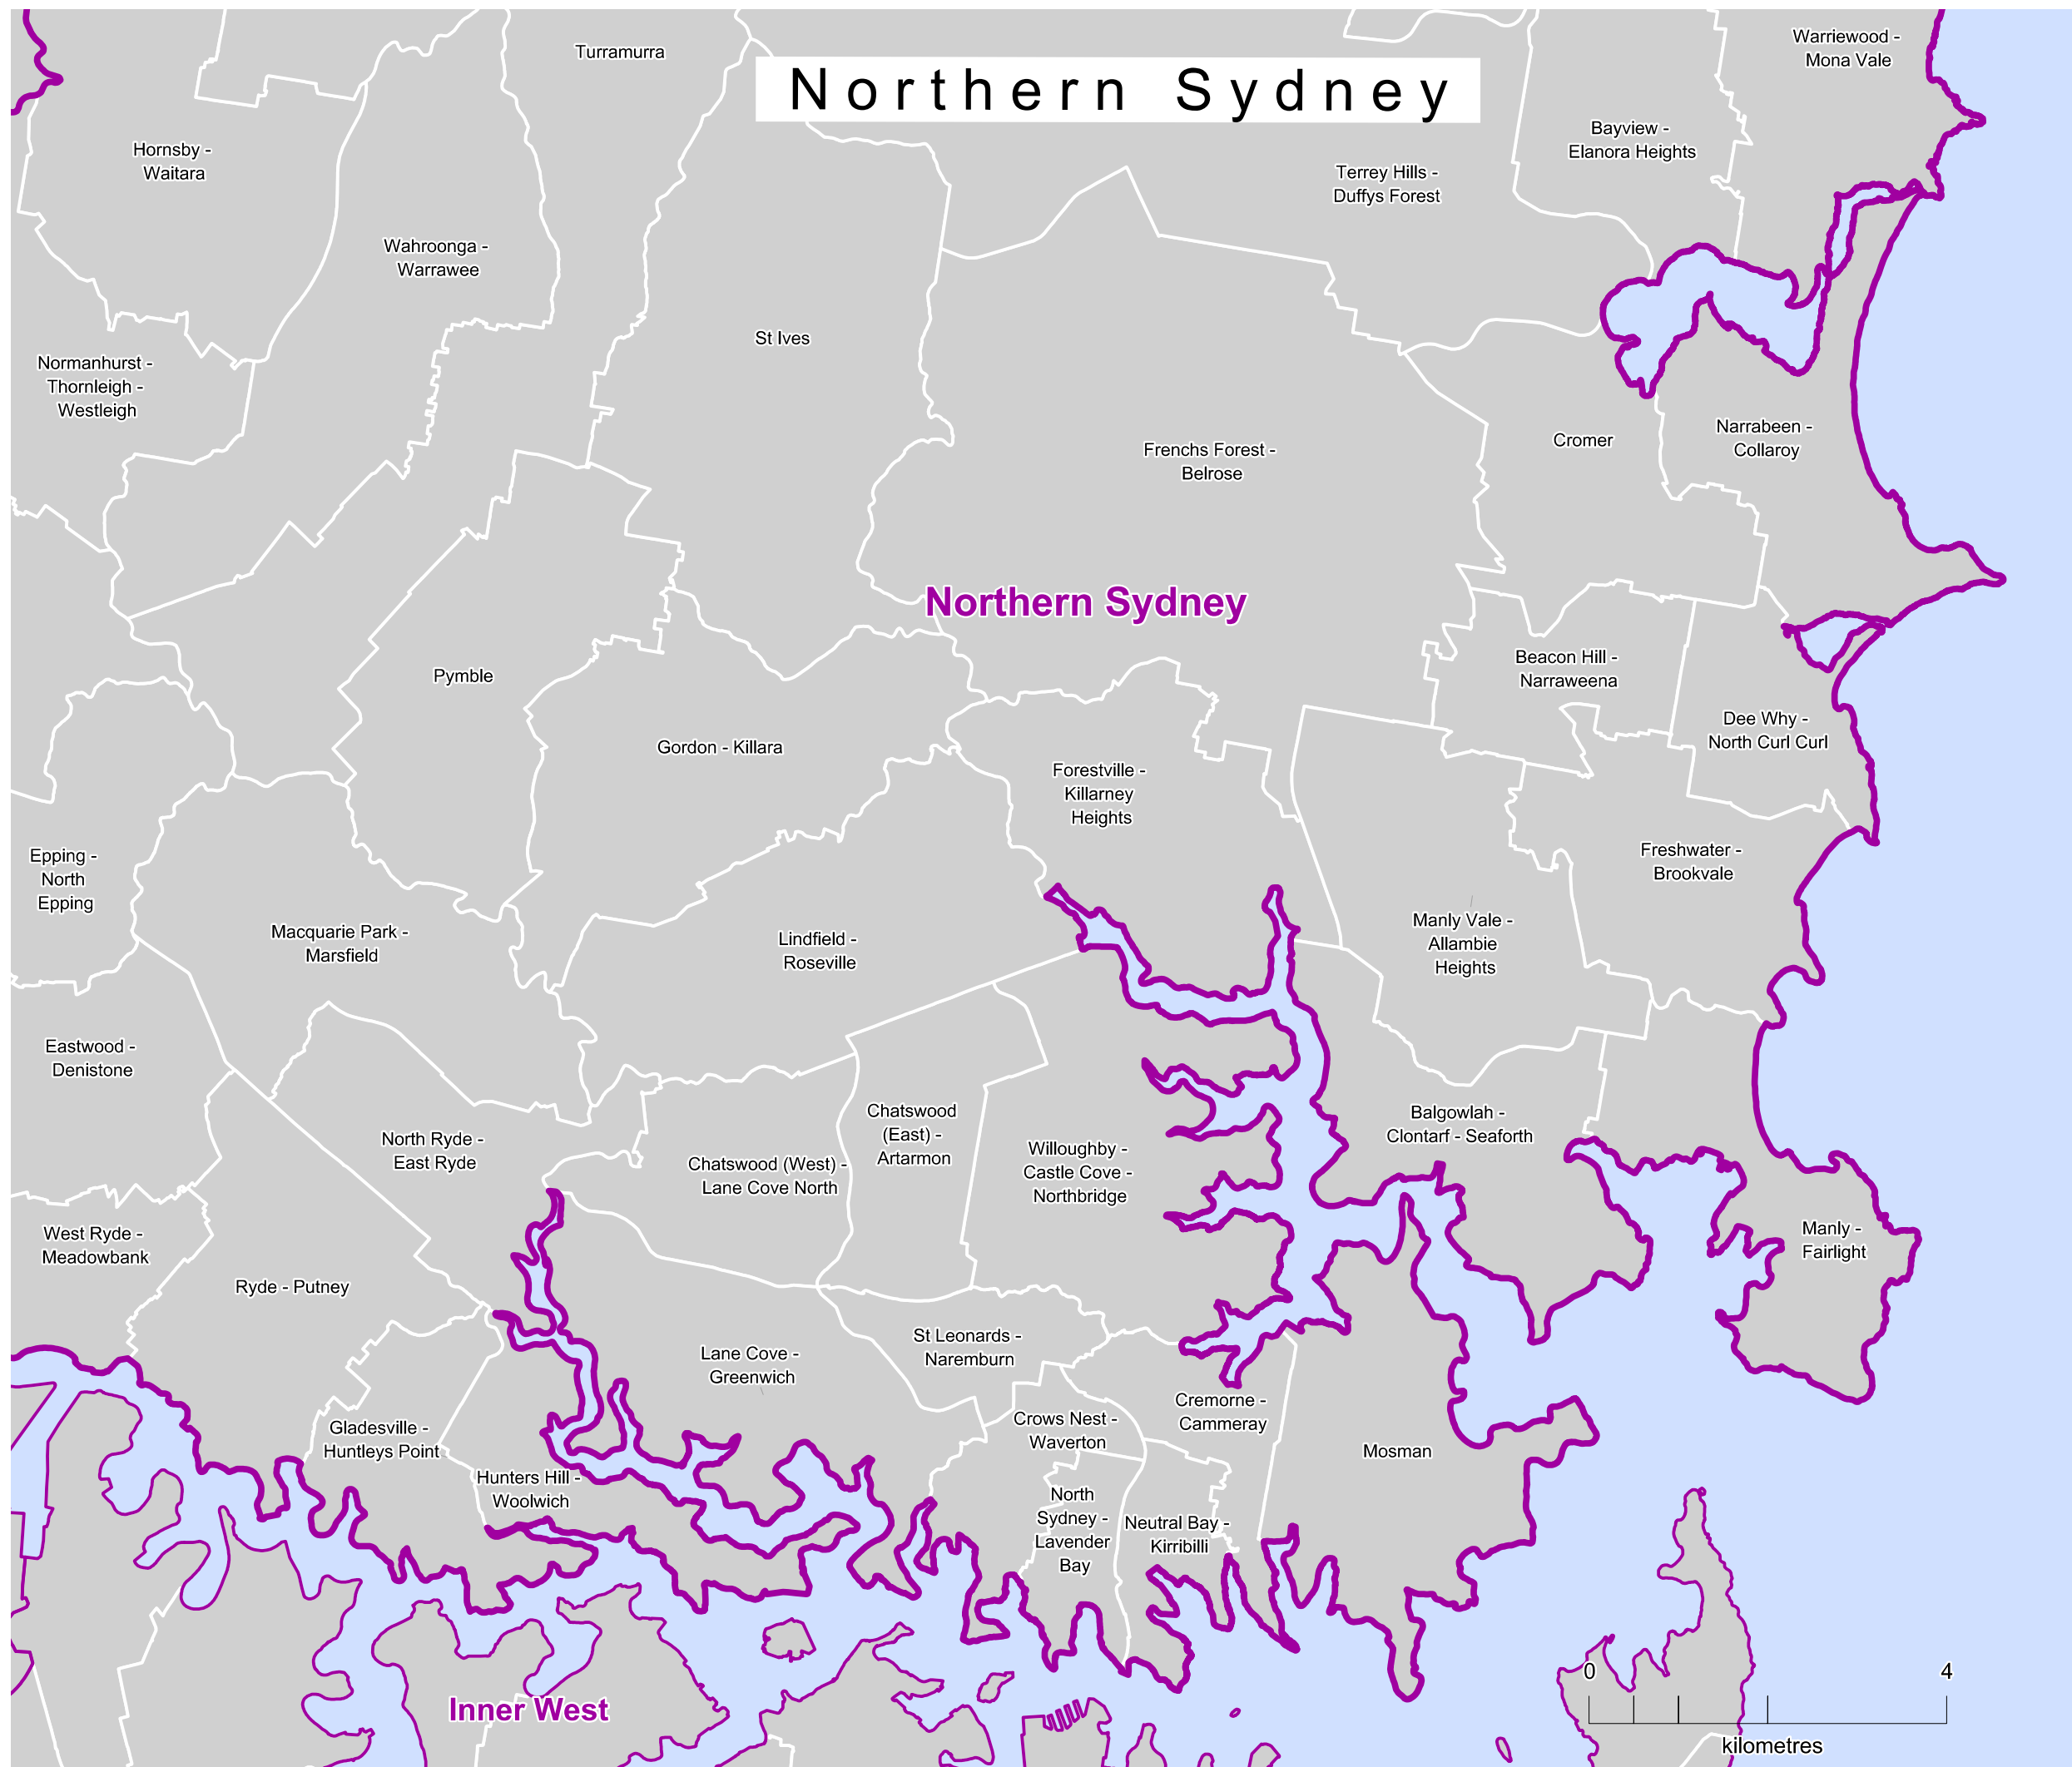 Northern Sydney
Turramurra
Warriewood -
Mona Vale
Hornsby -
Waitara
Bayview -
Elanora Heights
Terrey Hills -
Duffys Forest
Wahroonga -
Warrawee
St Ives
Normanhurst -
Thornleigh -
Westleigh
Narrabeen -
Collaroy
Cromer
Frenchs Forest -
Belrose
Northern Sydney
Beacon Hill -
Narraweena
Pymble
Dee Why -
North Curl Curl
Gordon - Killara
Forestville -
Killarney
Heights
Epping -
North
Epping
Freshwater -
Brookvale
Macquarie Park -
Marsfield
Lindfield -
Roseville
Manly Vale -
Allambie
Heights
Eastwood -
Denistone
North Ryde -
East Ryde
Chatswood
(East) -
Artarmon
Balgowlah -
Clontarf - Seaforth
Chatswood (West) -
Lane Cove North
Willoughby -
Castle Cove -
Northbridge
West Ryde -
Meadowbank
Manly -
Fairlight
Ryde - Putney
St Leonards -
Naremburn
Lane Cove -
Greenwich
Cremorne -
Cammeray
Gladesville -
Huntleys Point
Crows Nest -
Waverton
Mosman
Hunters Hill -
Woolwich
North
Sydney -
Lavender
Bay
Neutral Bay -
Kirribilli
Inner West
0 4
kilometres